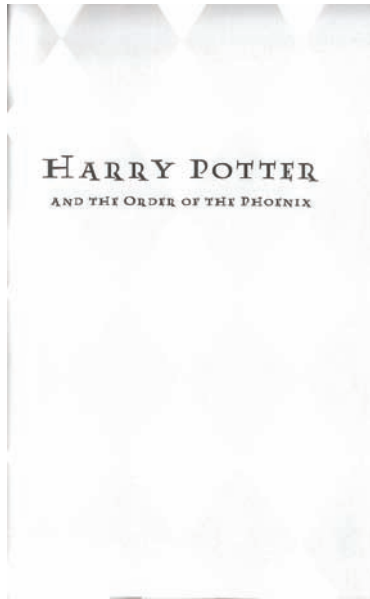 HARRY POTTER
AND THE ORDER OF THE PHOENIX